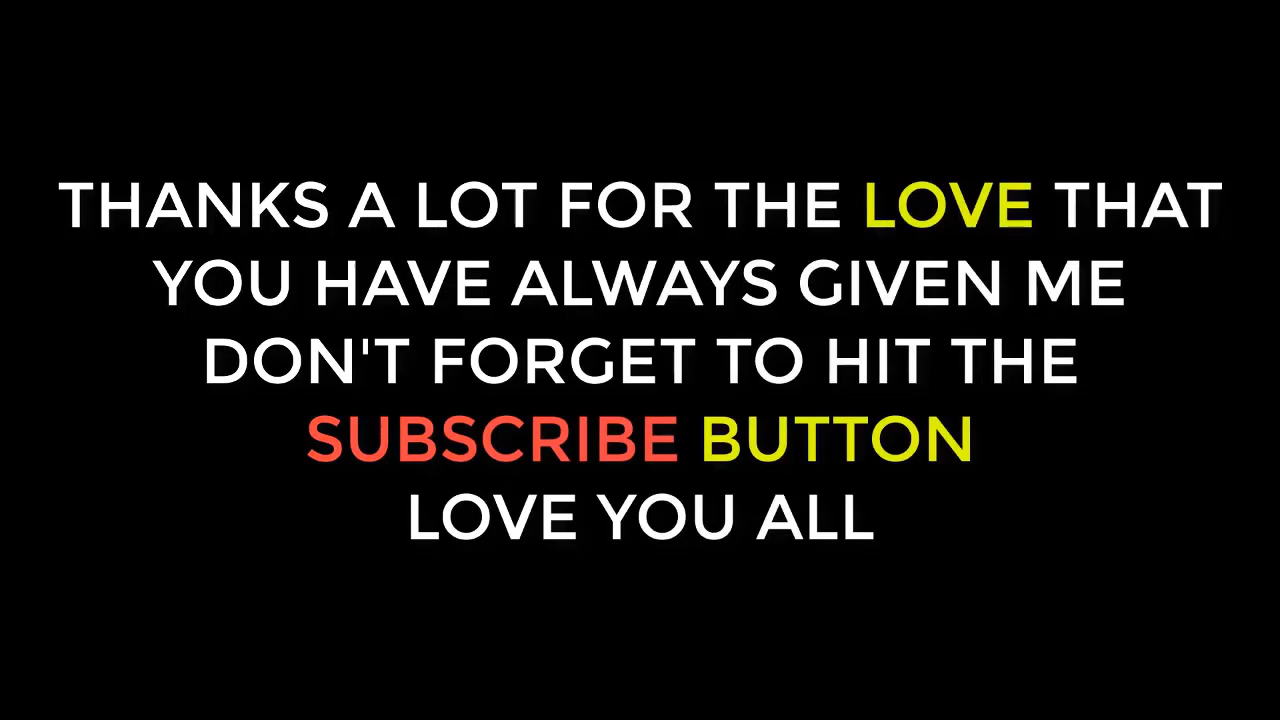 THANKS A LOT FOR THE LOVE THAT
YOU HAVE ALWAYS GIVEN ME
DON'T FORGET TO HIT THE
SUBSCRIBE BUTTON
LOVE YOU ALL